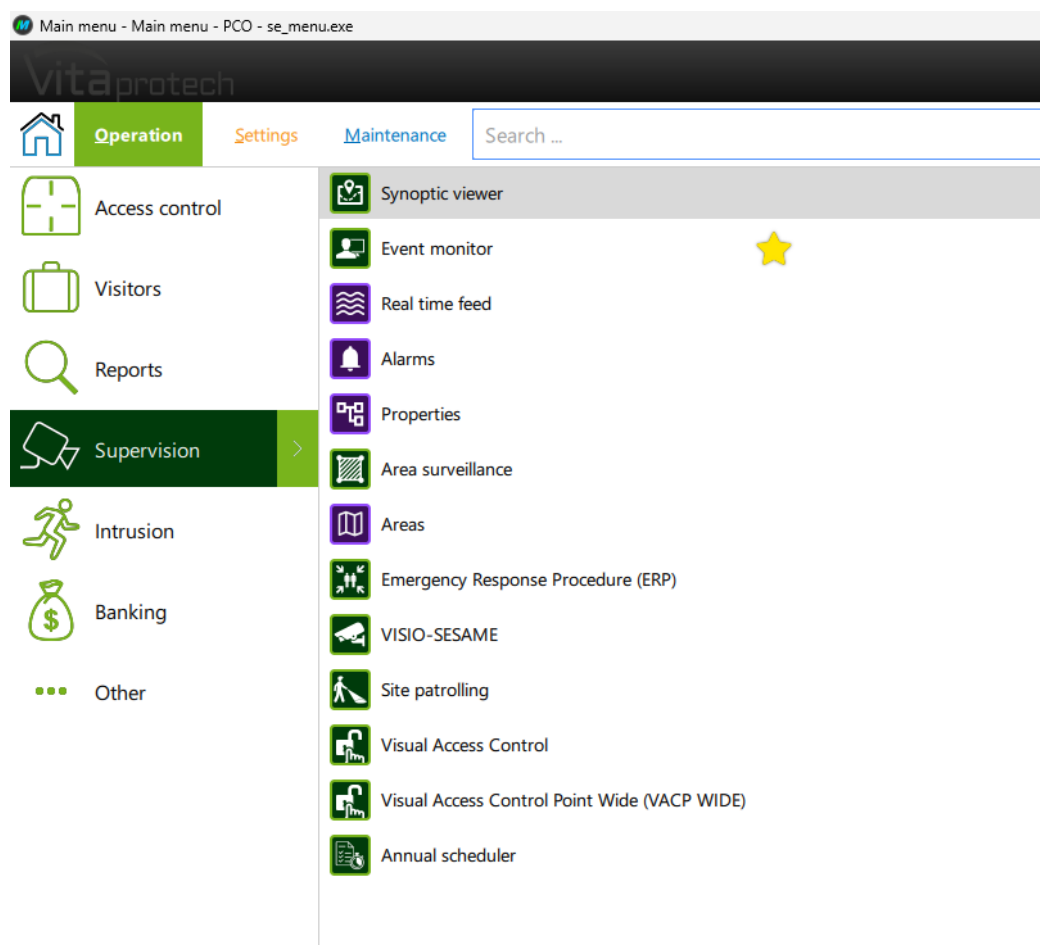 Main menu - Main menu - PCO - se_menu.exe
Vitaprotech
Operation Settings Maintenance Search ...
Access control
Visitors
Reports
Supervision
Intrusion
$
Banking
Other
Synoptic viewer
Event monitor
Real time feed
Alarms
Properties
Area surveillance
Areas
Emergency Response Procedure (ERP)
VISIO-SESAME
Site patrolling
Visual Access Control
Visual Access Control Point Wide (VACP WIDE)
Annual scheduler